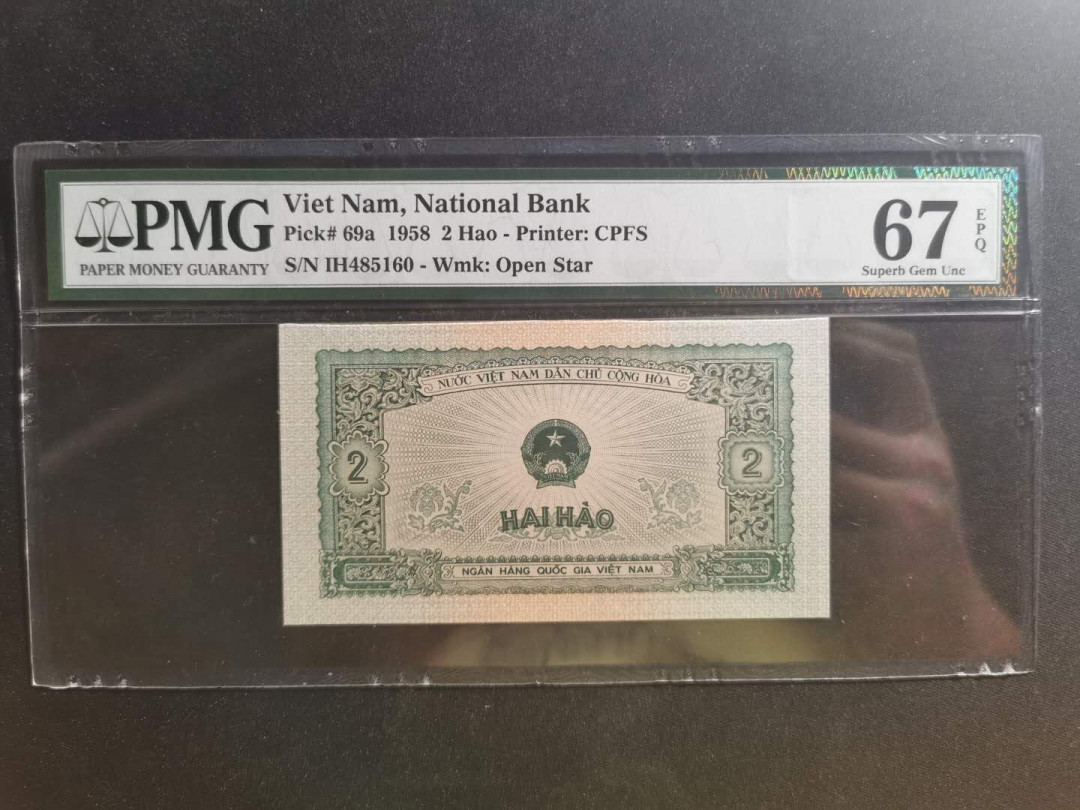 PMG
PAPER MONEY GUARANTY
Viet Nam, National Bank
Pick# 69a 1958 2 Hao - Printer: CPFS
S/N IH485160 - Wmk: Open Star
67
EPQ
Superb Gem Unc
NƯỚC VIỆT NAM DÂN CHỦ CỘNG HÒA
2
2
HAI HÀO
NGÂN HÀNG QUỐC GIA VIỆT NAM